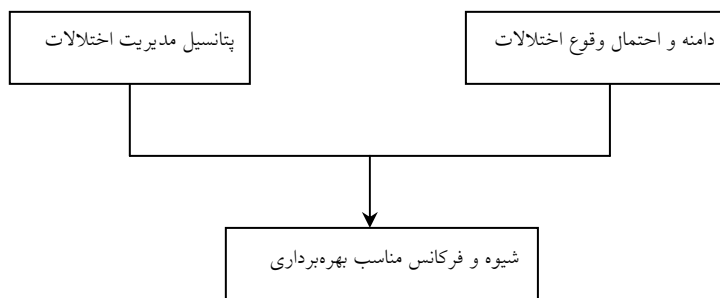 دامنه و احتمال وقوع اختلالات
پتانسیل مدیریت اختلالات
شیوه و فرکانس مناسب بهره‌برداری